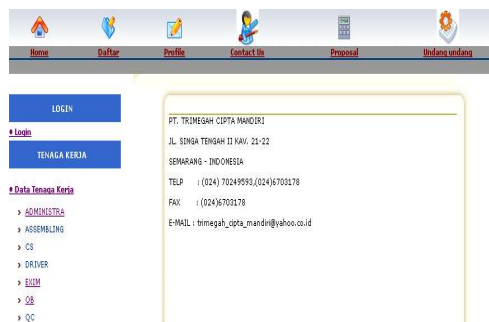 Home Daftar Profile Contact Us Proposal Undang undang
LOGIN
Login
TENAGA KERJA
Data Tenaga Kerja
ADMINISTRA
ASSEMBLING
CS
DRIVER
EXIM
OB
QC
PT. TRIMEGAH CIPTA MANDIRI
JL. SINGA TENGAH II KAV. 21-22
SEMARANG - INDONESIA
TELP : (024) 70249593,(024)6703178
FAX : (024)6703178
E-MAIL : trimegah_cipta_mandiri@yahoo.co.id